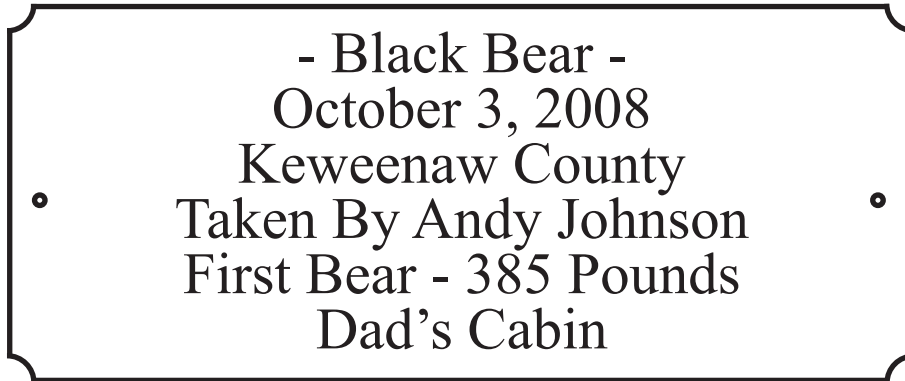 - Black Bear -
October 3, 2008
Keweenaw County
Taken By Andy Johnson
First Bear - 385 Pounds
Dad’s Cabin